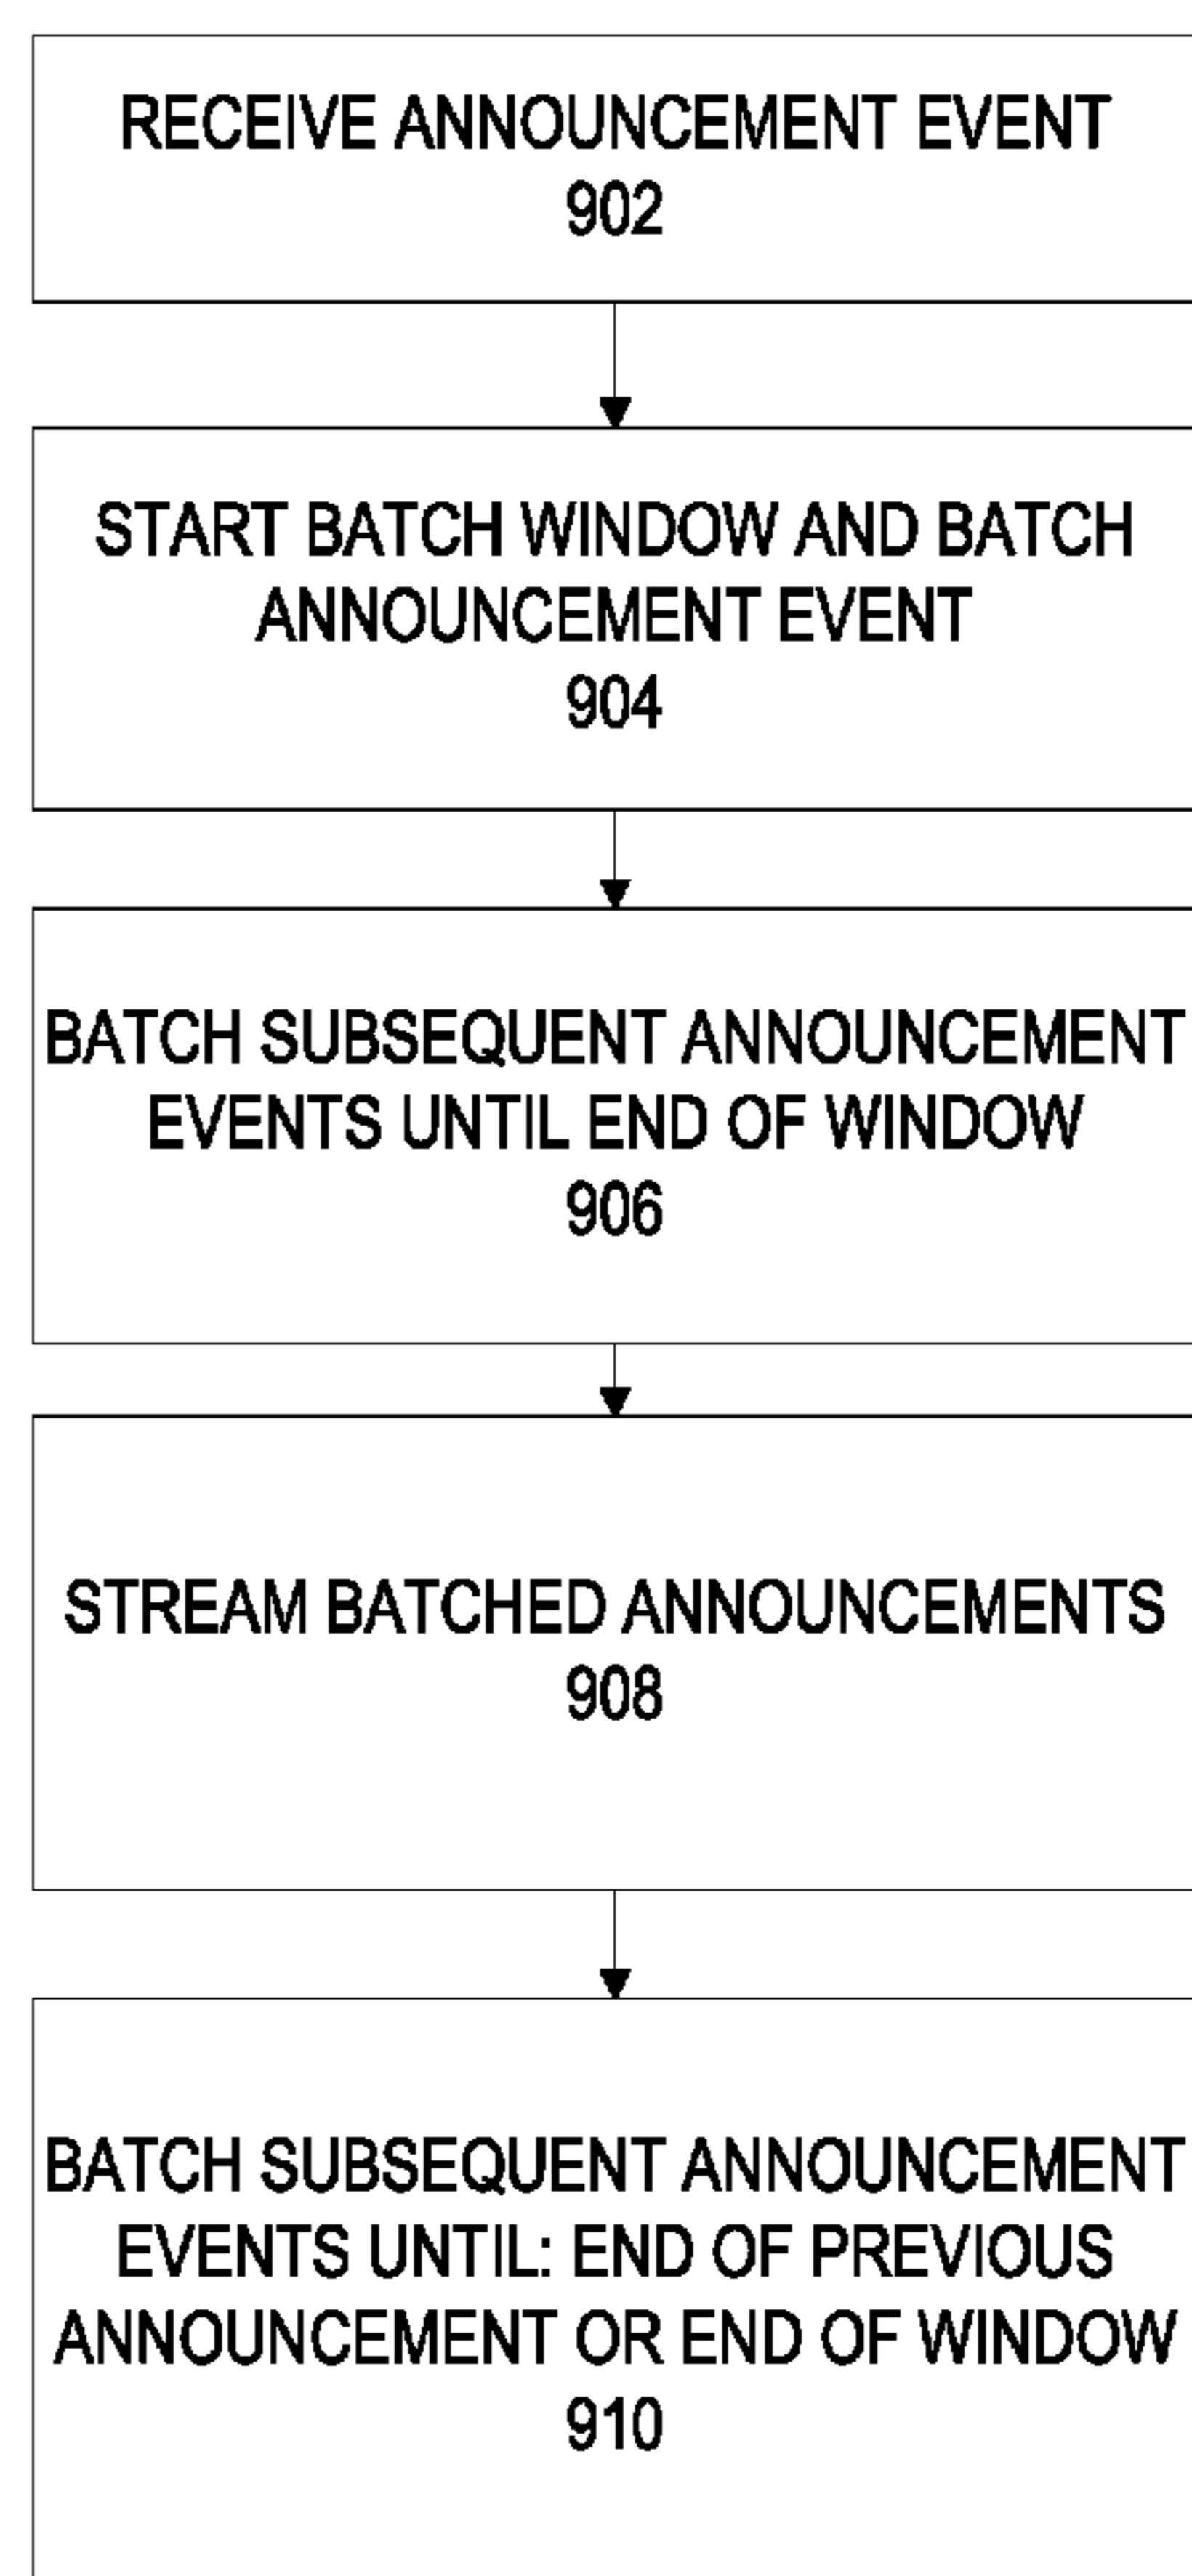 RECEIVE ANNOUNCEMENT EVENT
902
START BATCH WINDOW AND BATCH
ANNOUNCEMENT EVENT
904
BATCH SUBSEQUENT ANNOUNCEMENT
EVENTS UNTIL END OF WINDOW
906
STREAM BATCHED ANNOUNCEMENTS
908
BATCH SUBSEQUENT ANNOUNCEMENT
EVENTS UNTIL: END OF PREVIOUS
ANNOUNCEMENT OR END OF WINDOW
910